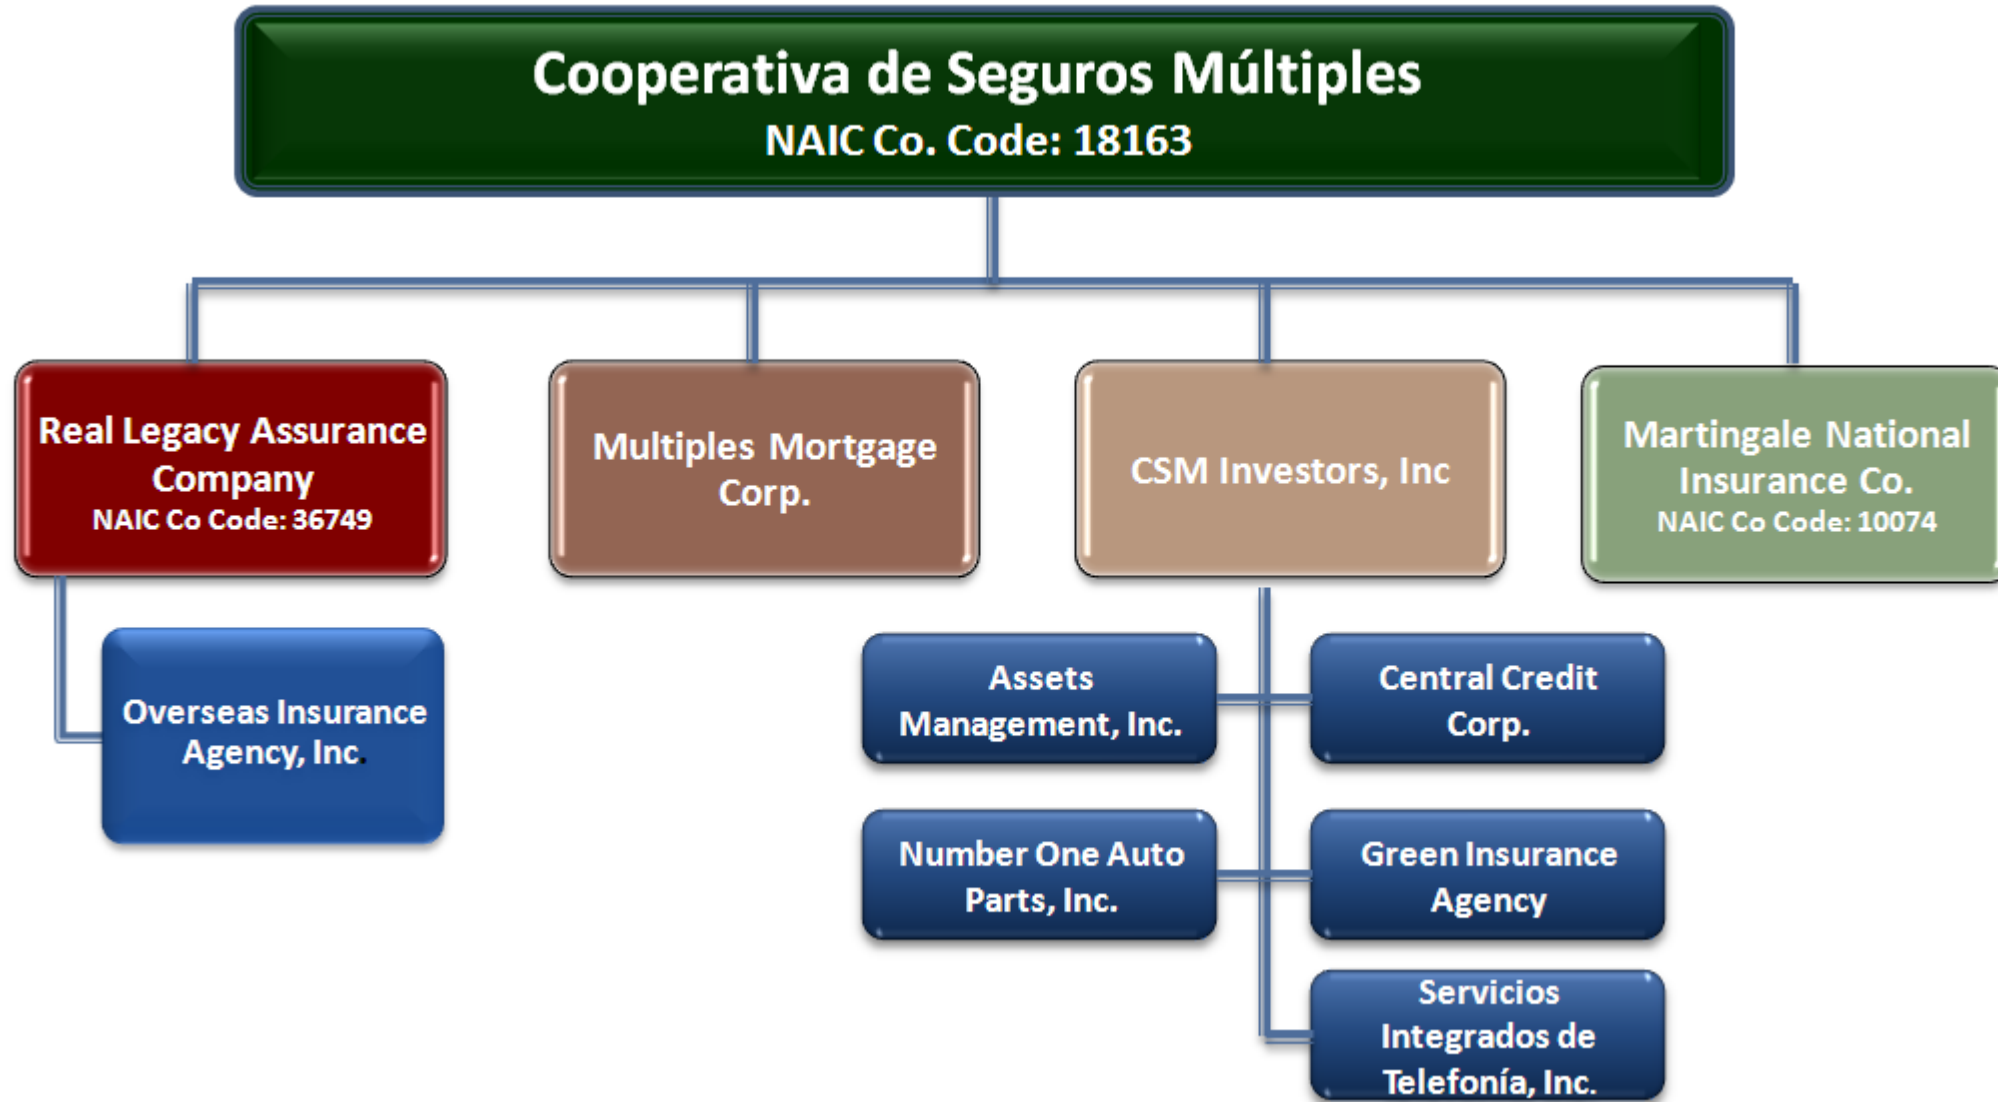 Cooperativa de Seguros Múltiples
NAIC Co. Code: 18163
Real Legacy Assurance
Company
NAIC Co Code: 36749
Multiples Mortgage
Corp.
CSM Investors, Inc
Martingale National
Insurance Co.
NAIC Co Code: 10074
Overseas Insurance
Agency, Inc.
Assets
Management, Inc.
Central Credit
Corp.
Number One Auto
Parts, Inc.
Green Insurance
Agency
Servicios
Integrados de
Telefonía, Inc.